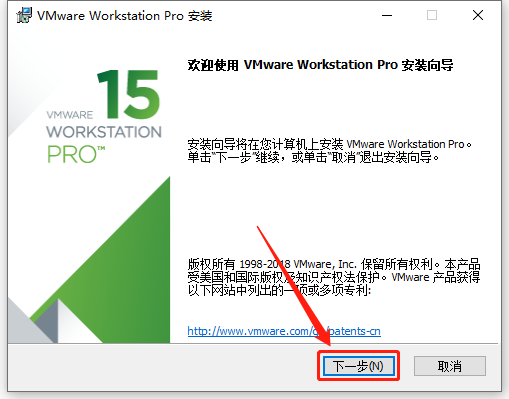 VMware Workstation Pro 安装
欢迎使用 VMware Workstation Pro 安装向导
15
VMWARE
WORKSTATION
PRO™
安装向导将在您计算机上安装 VMware Workstation Pro。
单击“下一步”继续，或单击“取消”退出安装向导。
版权所有 1998-2018 VMware, Inc. 保留所有权利。本产品
受美国和国际版权及知识产权法保护。VMware 产品获得
以下网站中列出的一项或多项专利:
http://www.vmware.com/go/patents-cn
下一步(N)
取消